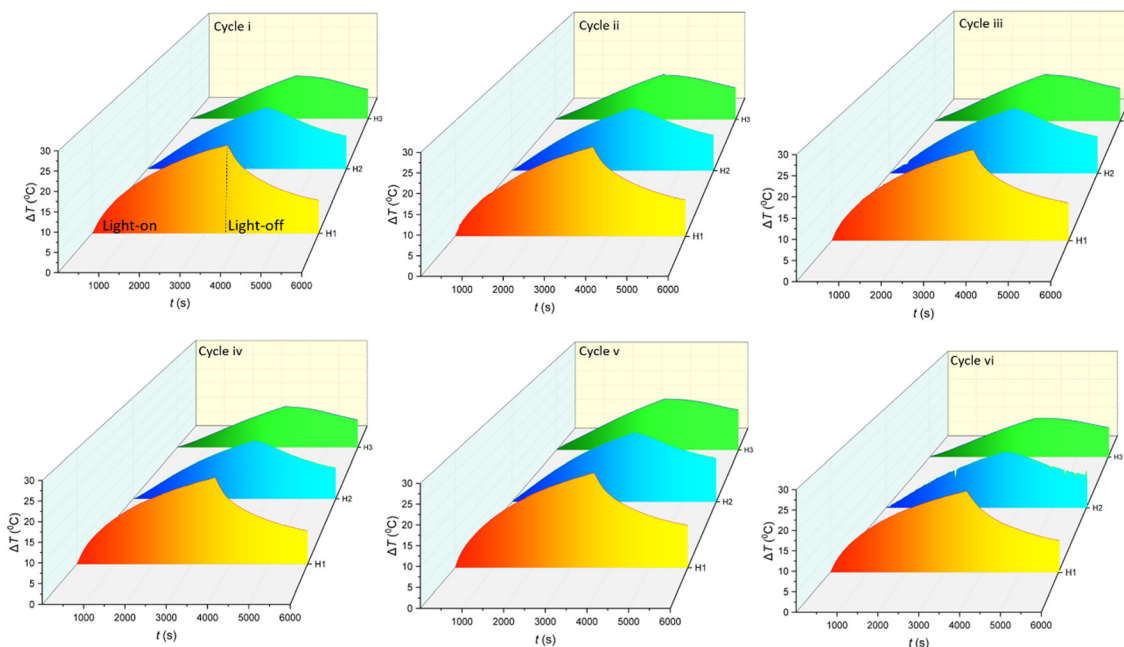 Cycle i
H3
H2
H1
Light-on
Light-off
30
25
20
15
10
5
0
ΔT (⁰C)
1000
2000
3000
4000
5000
6000
t (s)
Cycle ii
H3
H2
H1
30
25
20
15
10
5
0
ΔT (⁰C)
1000
2000
3000
4000
5000
6000
t (s)
Cycle iii
H2
H1
30
25
20
15
10
5
0
ΔT (⁰C)
1000
2000
3000
4000
5000
6000
t (s)
Cycle iv
H3
H2
H1
30
25
20
15
10
5
0
ΔT (⁰C)
1000
2000
3000
4000
5000
6000
t (s)
Cycle v
H3
H2
H1
30
25
20
15
10
5
0
ΔT (⁰C)
1000
2000
3000
4000
5000
6000
t (s)
Cycle vi
H3
H2
H1
30
25
20
15
10
5
0
ΔT (⁰C)
1000
2000
3000
4000
5000
6000
t (s)